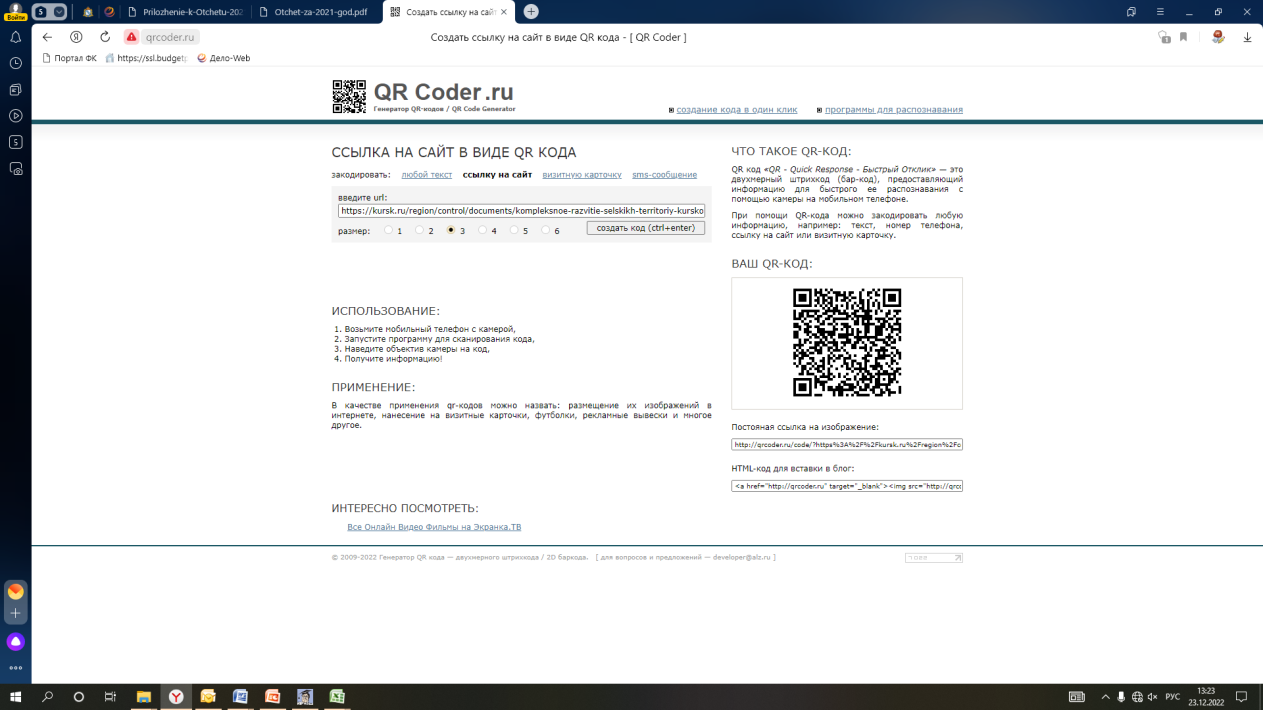 Войти
5
Prilozhenie-k-Otchetu-202
Otchet-za-2021-god.pdf
Создать ссылку на сайт
qrcoder.ru
Создать ссылку на сайт в виде QR кода - [ QR Coder ]
1
Портал ФК
https://ssl.budgetp
Дело-Web
5
QR Coder.ru
Генератор QR-кодов / QR Code Generator
создание кода в один клик
программы для распознавания
ССЫЛКА НА САЙТ В ВИДЕ QR КОДА
закодировать: любой текст ссылку на сайт визитную карточку sms-сообщение
введите url:
https://kursk.ru/region/control/documents/kompleksnoe-razvitie-selskikh-territoriy-kursko
размер: 1 2 3 4 5 6
создать код (ctrl+enter)
ИСПОЛЬЗОВАНИЕ:
1. Возьмите мобильный телефон с камерой,
2. Запустите программу для сканирования кода,
3. Наведите объектив камеры на код,
4. Получите информацию!
ПРИМЕНЕНИЕ:
В качестве применения qr-кодов можно назвать: размещение их изображений в
интернете, нанесение на визитные карточки, футболки, рекламные вывески и многое
другое.
ИНТЕРЕСНО ПОСМОТРЕТЬ:
Все Онлайн Видео Фильмы на Экранка.ТВ
ЧТО ТАКОЕ QR-КОД:
QR код «QR - Quick Response - Быстрый Отклик» — это
двухмерный штрихкод (бар-код), предоставляющий
информацию для быстрого ее распознавания с
помощью камеры на мобильном телефоне.
При помощи QR-кода можно закодировать любую
информацию, например: текст, номер телефона,
ссылку на сайт или визитную карточку.
ВАШ QR-КОД:
Постояная ссылка на изображение:
http://qrcoder.ru/code/?https%3A%2F%2Fkursk.ru%2Fregion%2Fc
HTML-код для вставки в блог:
<a href="http://qrcoder.ru" target="_blank"><img src="http://qrco
© 2009-2022 Генератор QR кода — двухмерного штрихкода / 2D баркода. [ для вопросов и предложений — developer@alz.ru ]
РУС
13:23
23.12.2022